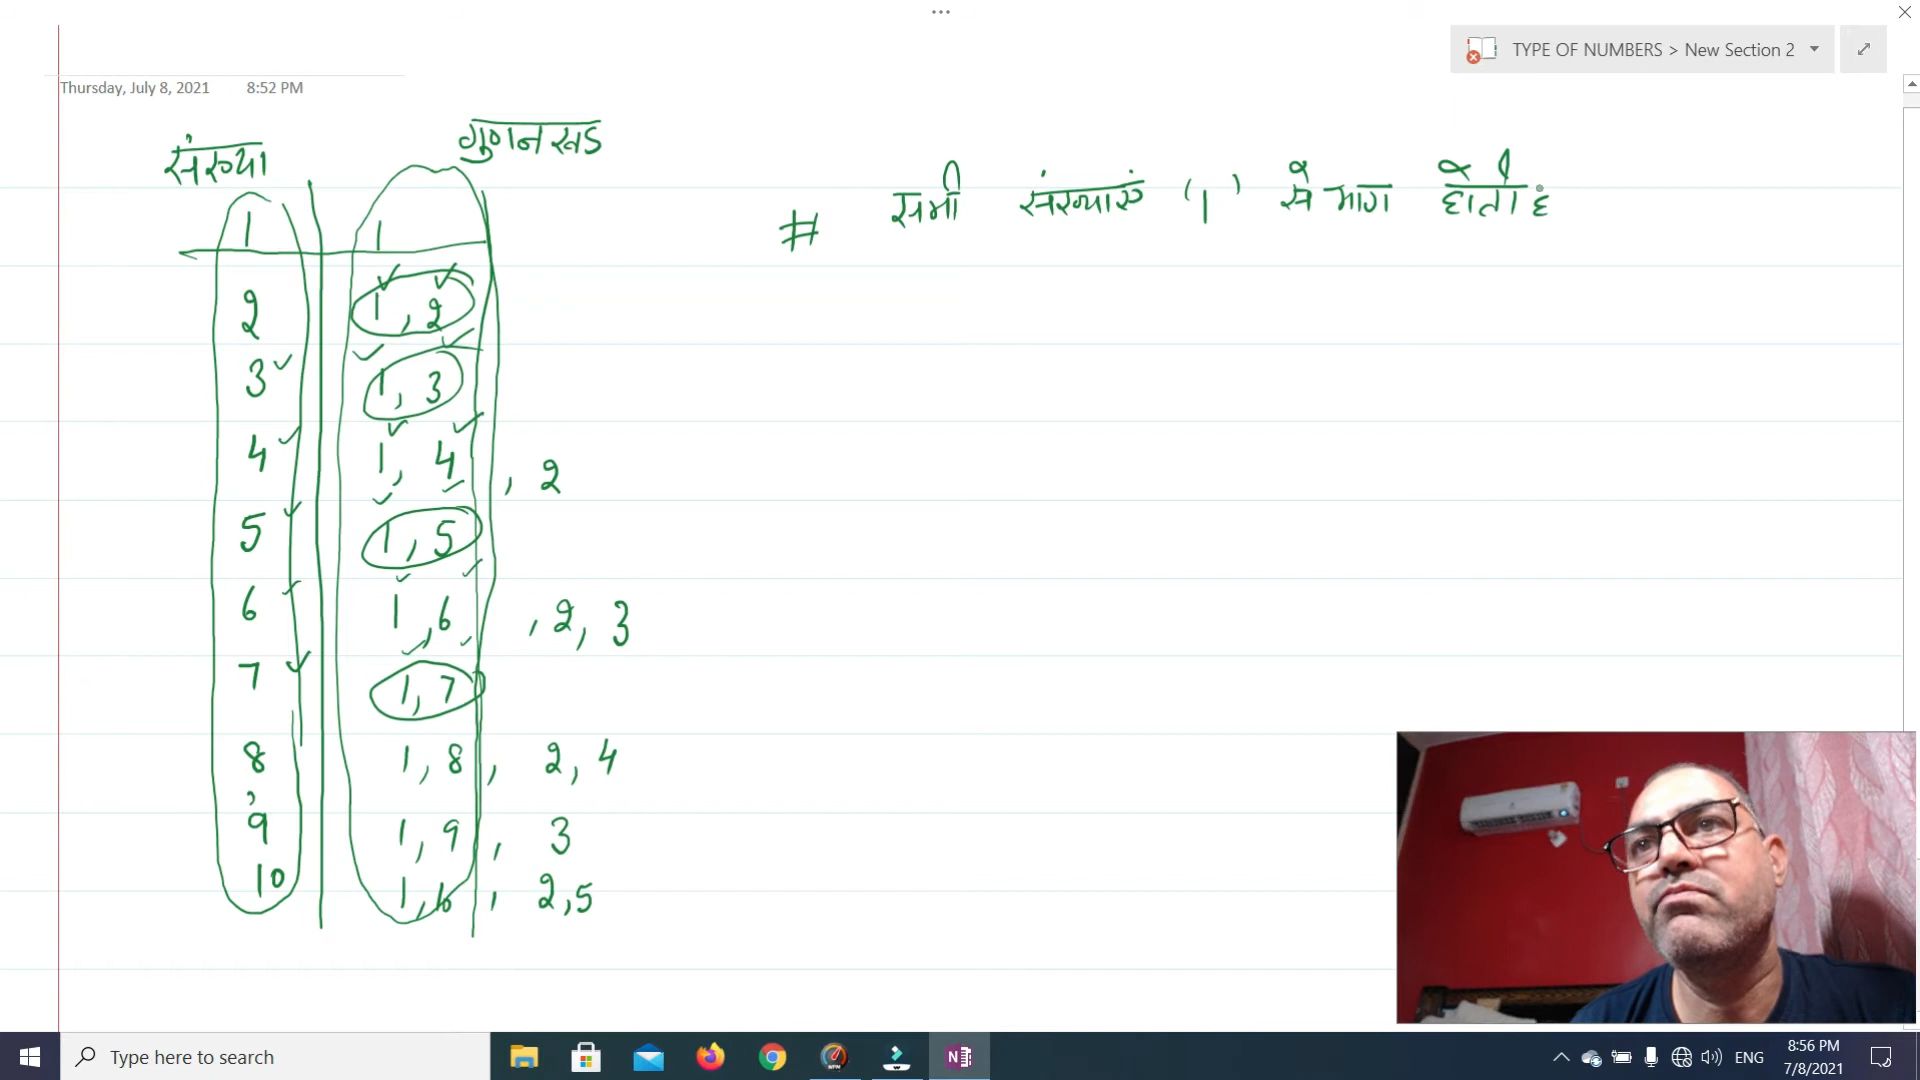 TYPE OF NUMBERS > New Section 2
Thursday, July 8, 2021 8:52 PM
संख्या गुणनखंड
# सभी संख्याएं '1' से भाग होती है
1 1
2 1, 2
3 1, 3
4 1, 4, 2
5 1, 5
6 1, 6, 2, 3
7 1, 7
8 1, 8, 2, 4
9 1, 9, 3
10 1, 10, 2, 5
Type here to search
ENG
8:56 PM
7/8/2021